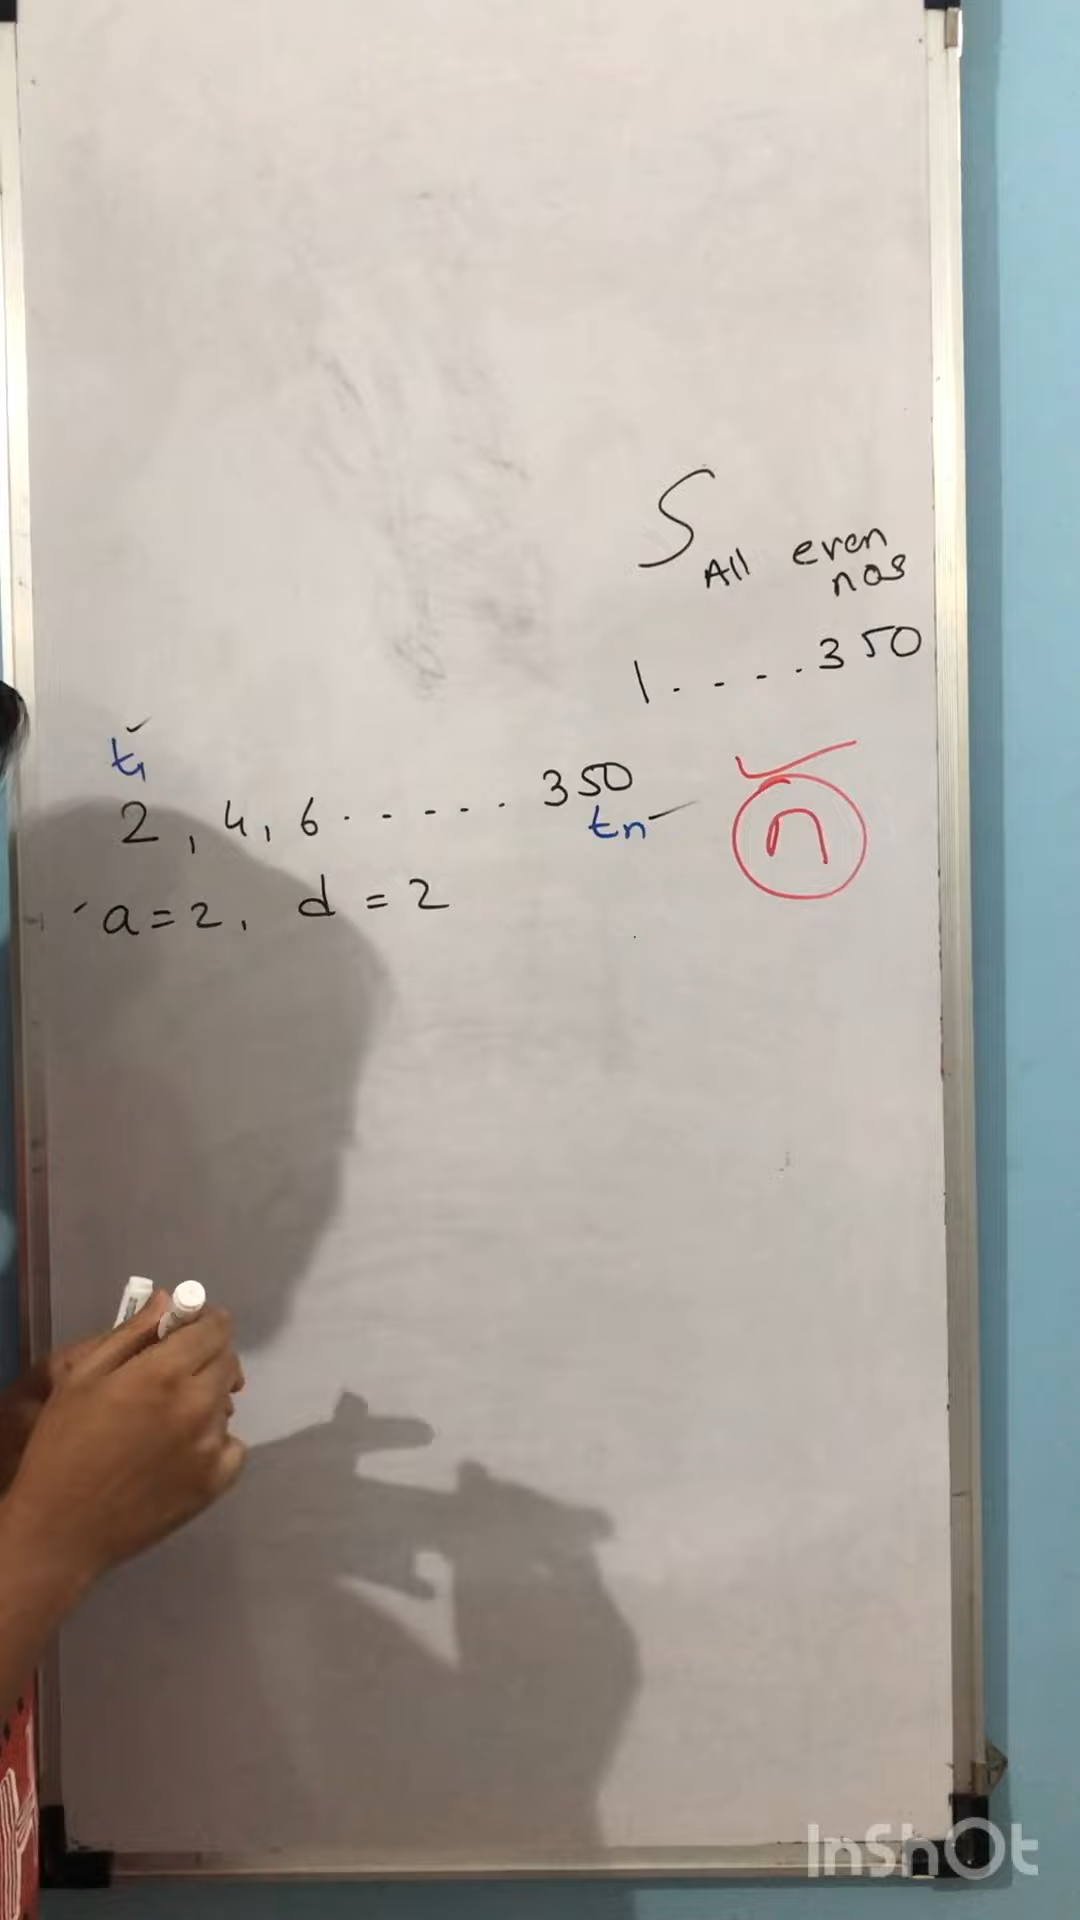 S All even
nos
1 . . . . 350
t₁
2 , 4, 6 . - - - - . 350
tn
n
a = 2 , d = 2
InShOt